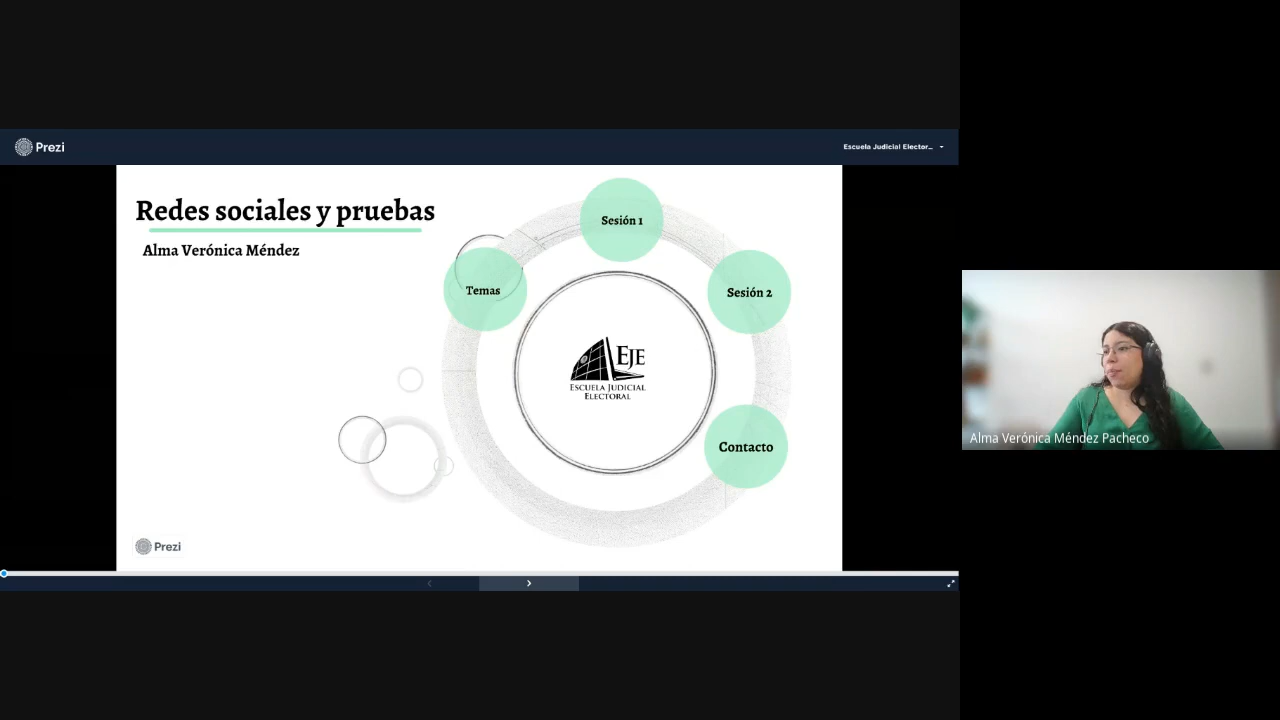 Prezi
Escuela Judicial Elector...
Redes sociales y pruebas
Alma Verónica Méndez
Temas
Sesión 1
Sesión 2
EJE
ESCUELA JUDICIAL
ELECTORAL
Contacto
Prezi
Alma Verónica Méndez Pacheco